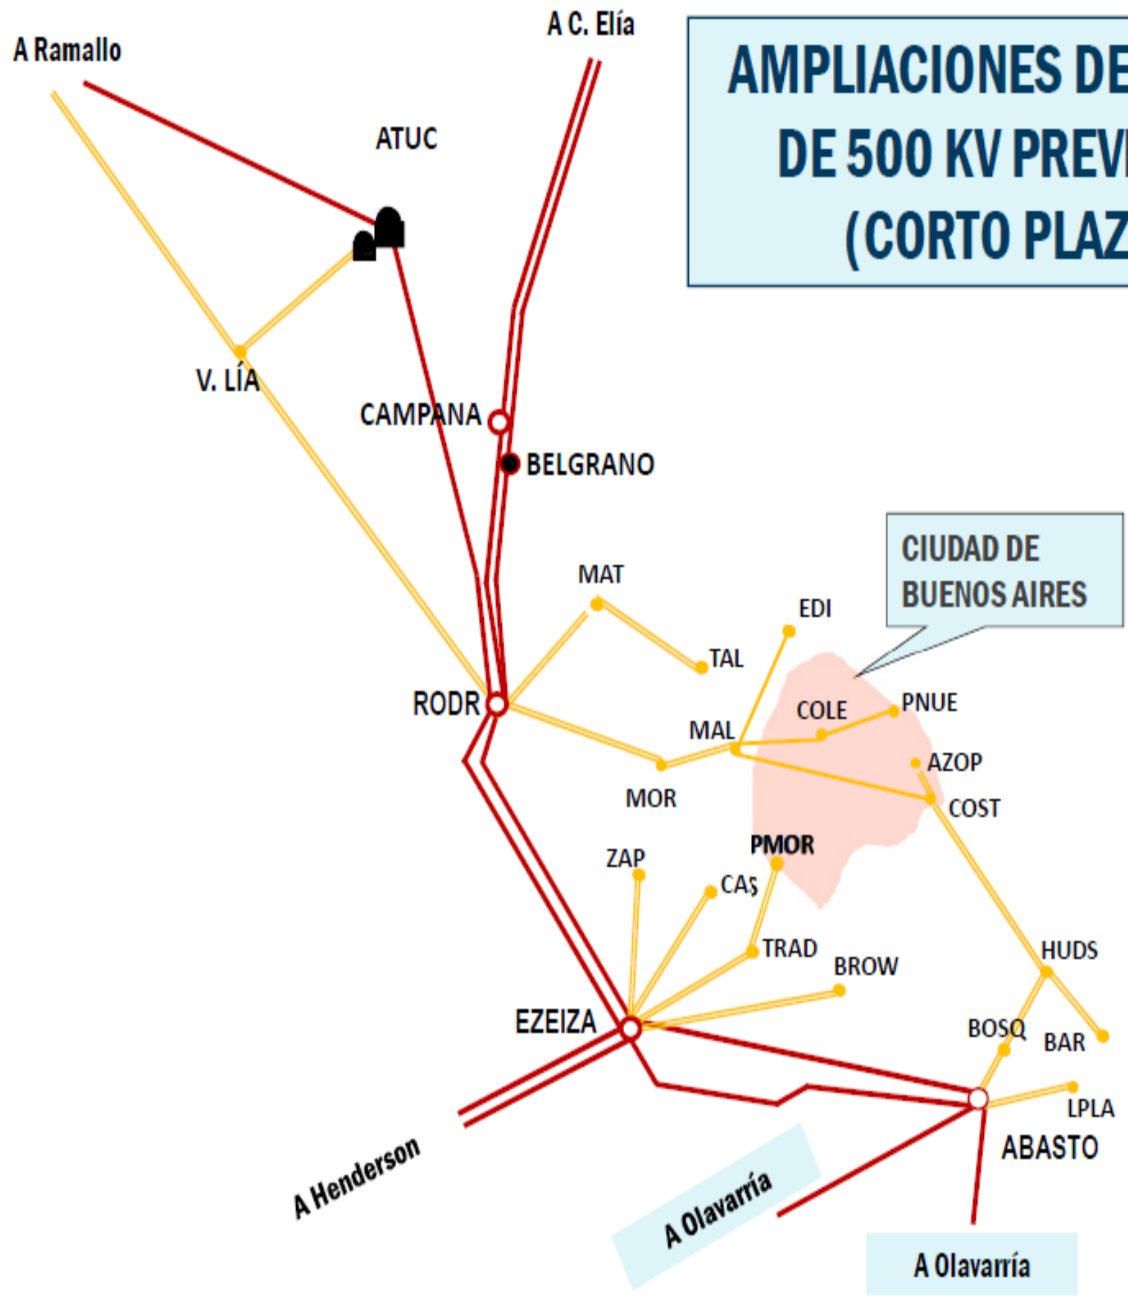 A C. Elía
A Ramallo
AMPLIACIONES DE
DE 500 KV PREV
(CORTO PLAZ
ATUC
V. LÍA
CAMPANA
BELGRANO
CIUDAD DE
BUENOS AIRES
MAT
EDI
TAL
RODR
MAL
COLE
PNUE
AZOP
MOR
COST
PMOR
ZAP
CAS
TRAD
BROW
HUDS
EZEIZA
BOSQ
BAR
LPLA
ABASTO
A Henderson
A Olavarría
A Olavarría